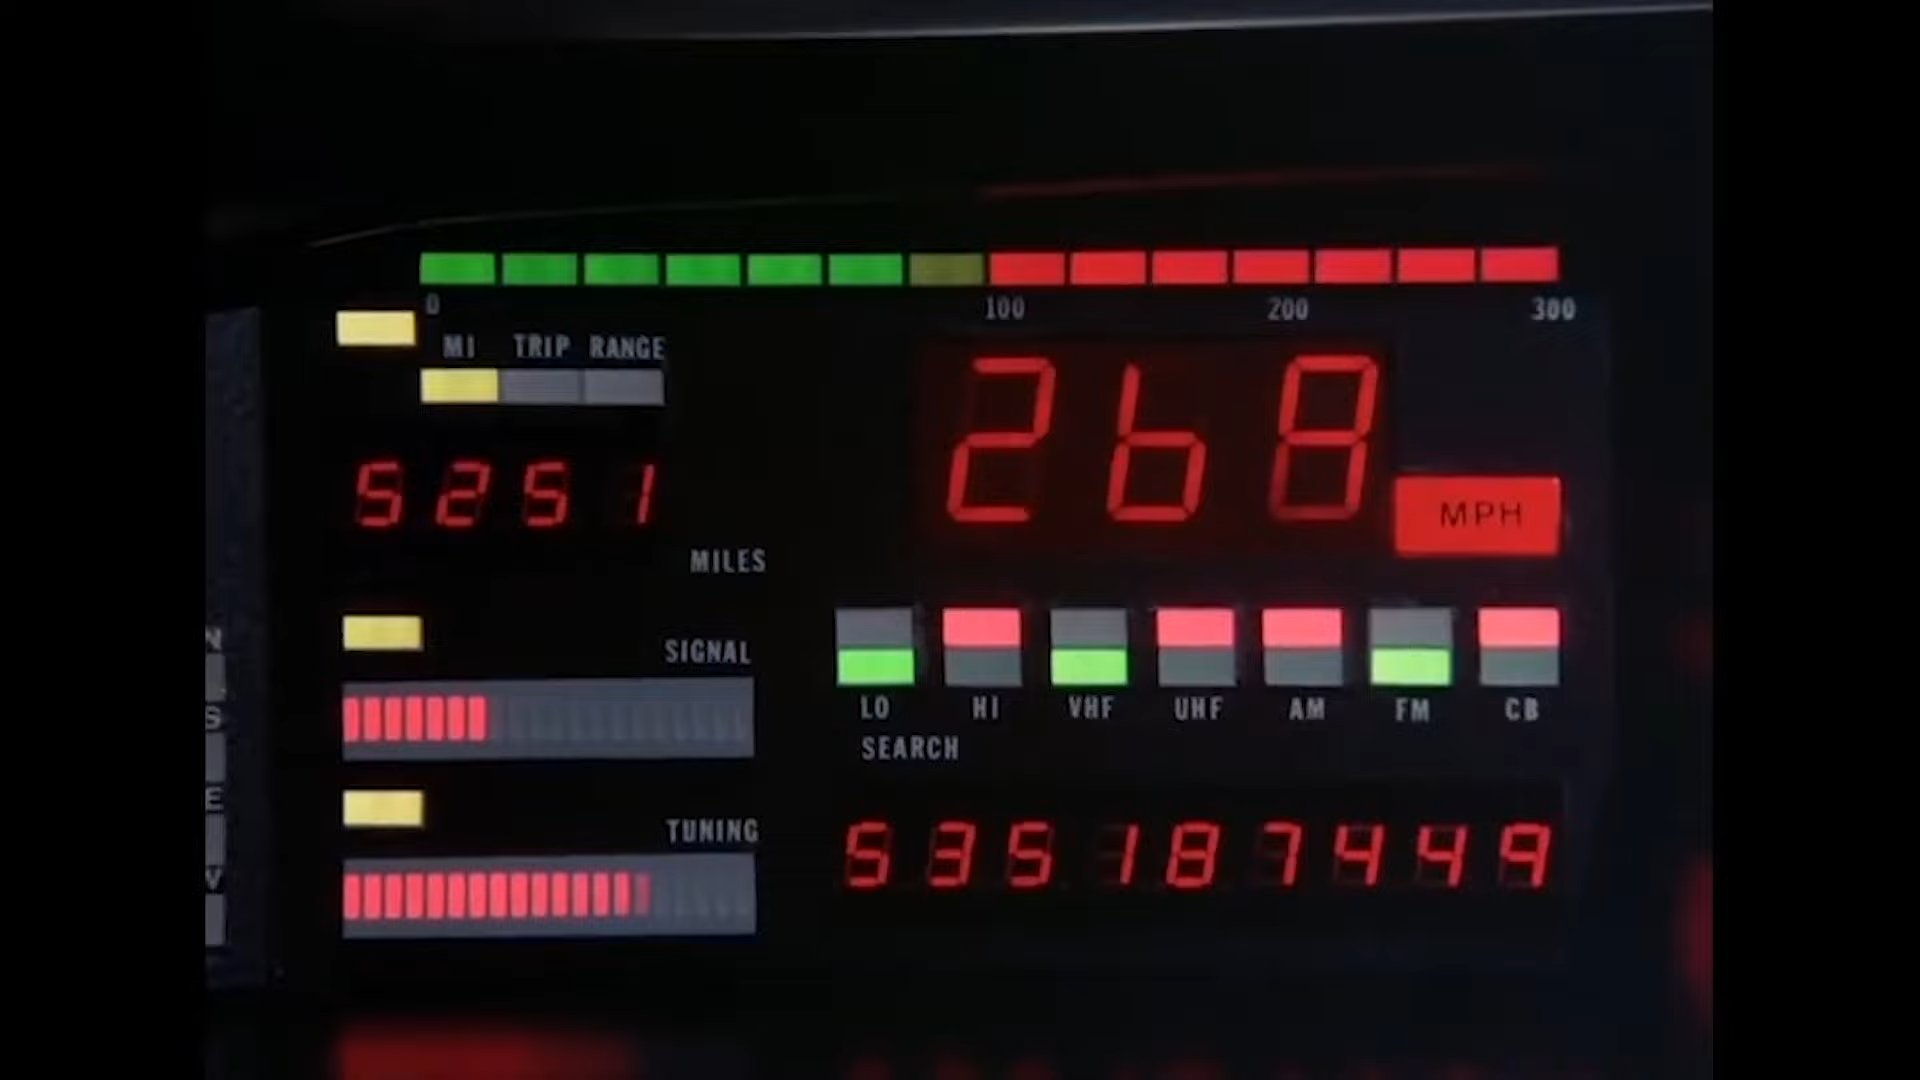 0 100 200 300
MI TRIP RANGE
268
MPH
5251
MILES
SIGNAL
LO HI VHF UHF AM FM CB
SEARCH
TUNING
535187449
N
S
E
V